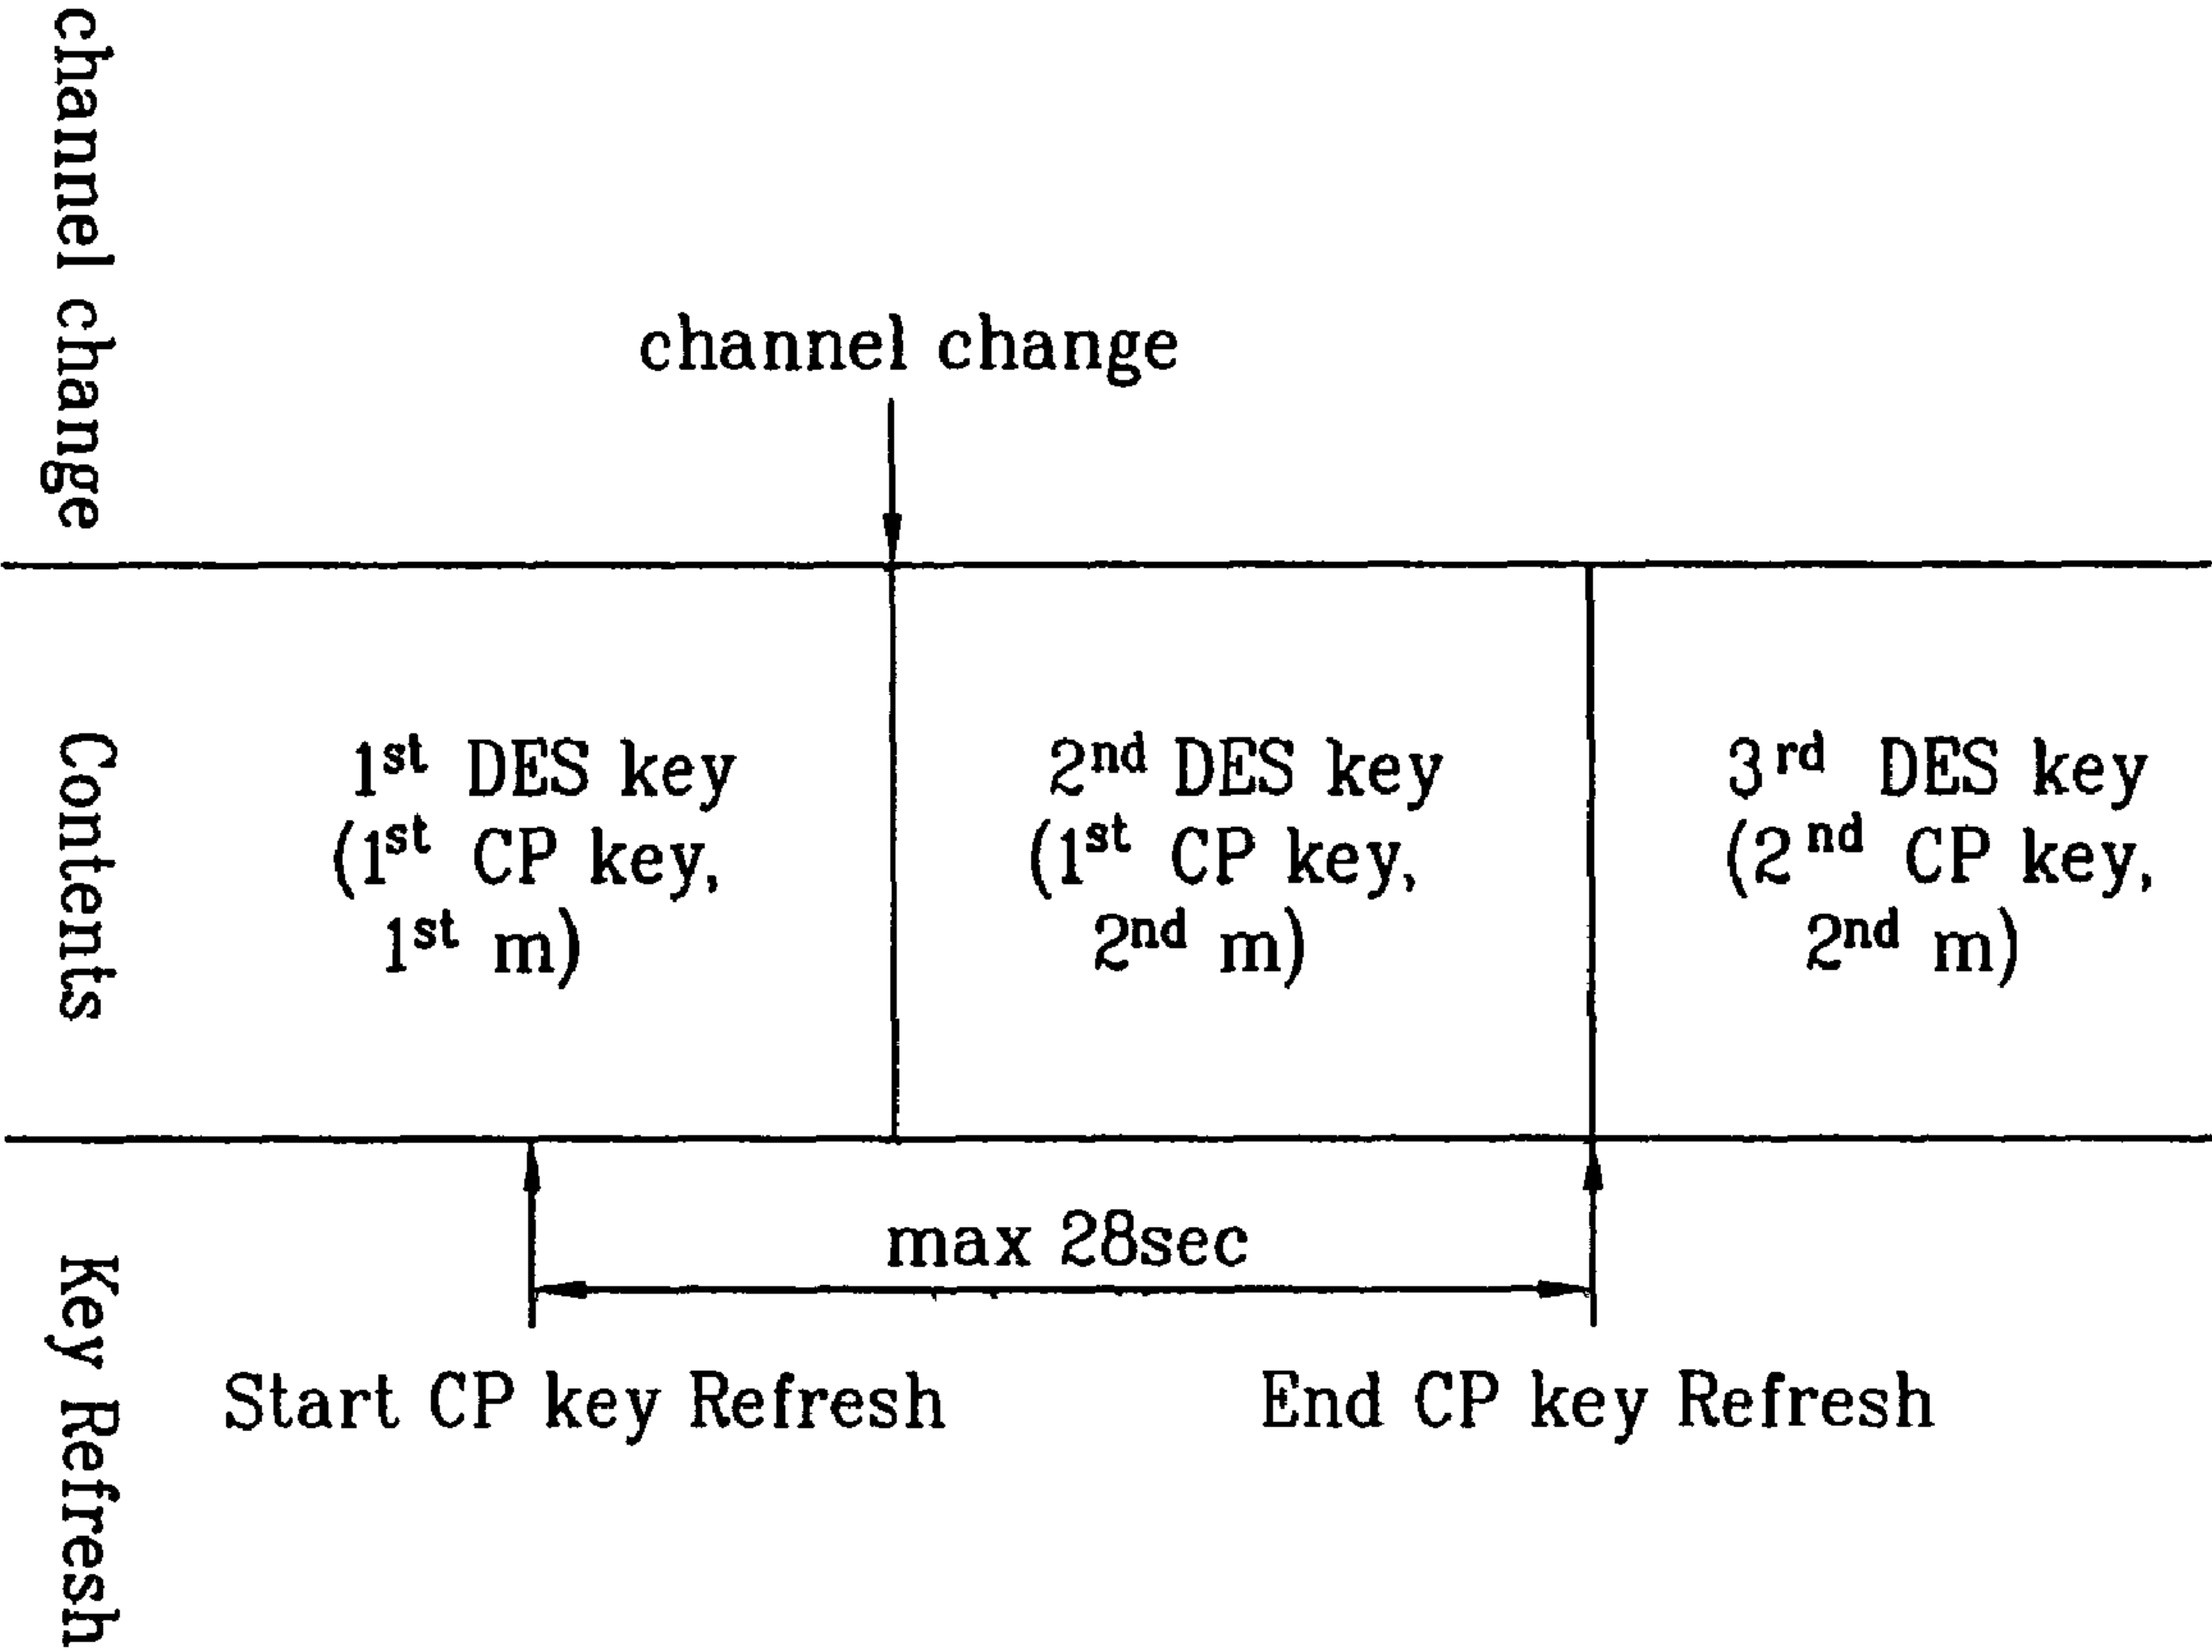 channel change
channel change
Contents
1st DES key
(1st CP key,
1st m)
2nd DES key
(1st CP key,
2nd m)
3rd DES key
(2nd CP key,
2nd m)
Key Refresh
max 28sec
Start CP key Refresh
End CP key Refresh